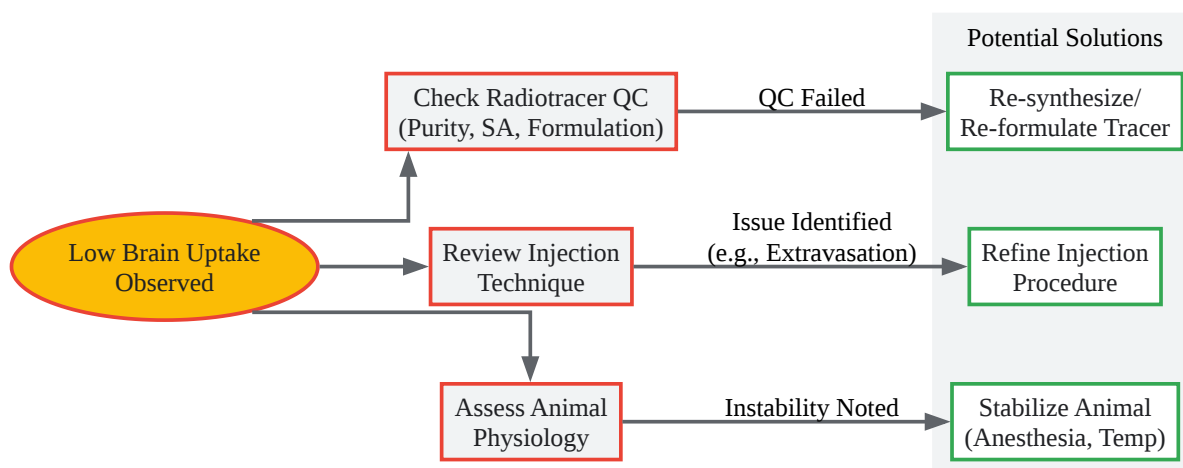 Potential Solutions
Check Radiotracer QC
(Purity, SA, Formulation)
QC Failed
Re-synthesize/
Re-formulate Tracer
Low Brain Uptake
Observed
Review Injection
Technique
Issue Identified
(e.g., Extravasation)
Refine Injection
Procedure
Assess Animal
Physiology
Instability Noted
Stabilize Animal
(Anesthesia, Temp)